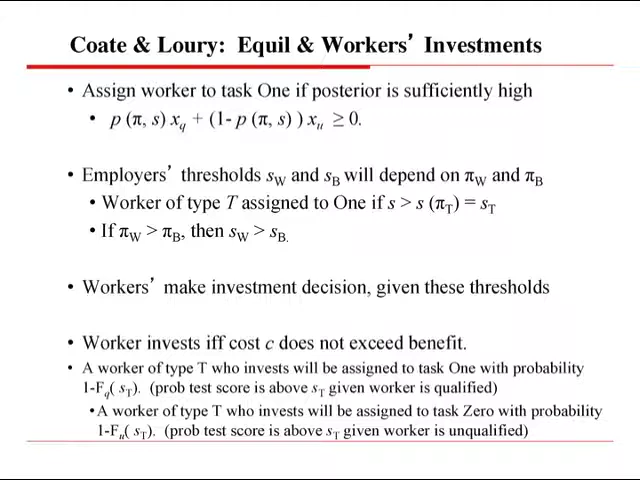 Coate & Loury: Equil & Workers’ Investments
• Assign worker to task One if posterior is sufficiently high
• p (π, s) xq + (1- p (π, s) ) xu ≥ 0.
• Employers’ thresholds sW and sB will depend on πW and πB
• Worker of type T assigned to One if s > s (πT) = sT
• If πW > πB, then sW > sB.
• Workers’ make investment decision, given these thresholds
• Worker invests iff cost c does not exceed benefit.
• A worker of type T who invests will be assigned to task One with probability
1-Fq( sT). (prob test score is above sT given worker is qualified)
• A worker of type T who invests will be assigned to task Zero with probability
1-Fu( sT). (prob test score is above sT given worker is unqualified)